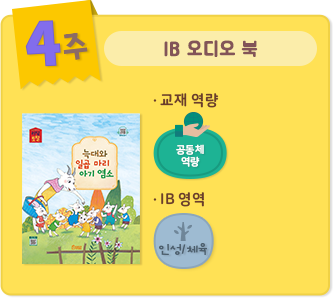 4주
IB 오디오 북
· 교재 역량
늑대와
일곱 마리
아기 염소
공동체
역량
· IB 영역
인성/체육